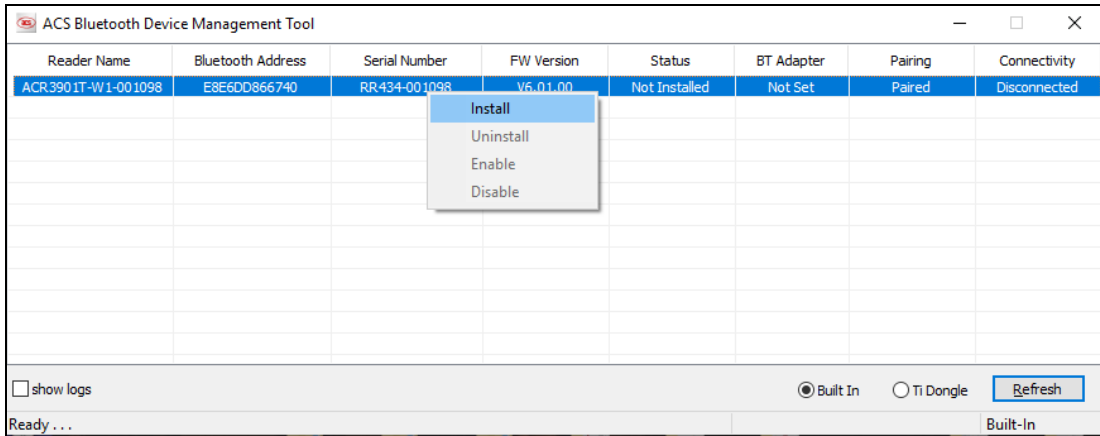 ACS Bluetooth Device Management Tool
Reader Name Bluetooth Address Serial Number FW Version Status BT Adapter Pairing Connectivity
ACR3901T-W1-001098 E8E6DD866740 RR434-001098 V6.01.00 Not Installed Not Set Paired Disconnected
Install
Uninstall
Enable
Disable
show logs Built In Ti Dongle Refresh
Ready . . . Built-In